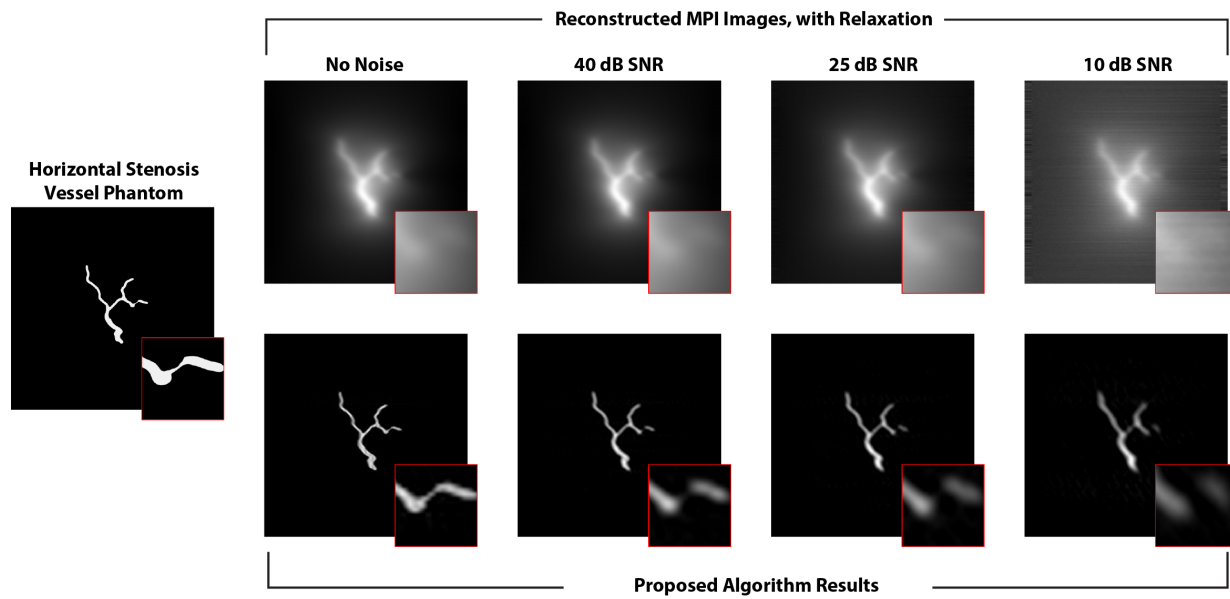 Reconstructed MPI Images, with Relaxation
No Noise
40 dB SNR
25 dB SNR
10 dB SNR
Horizontal Stenosis
Vessel Phantom
Proposed Algorithm Results